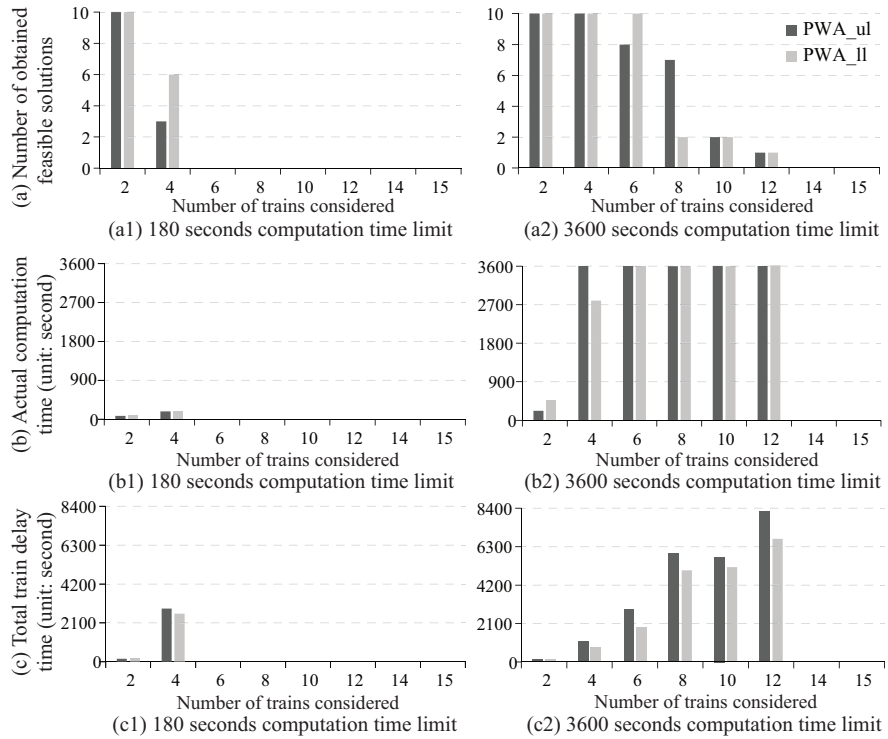 (a) Number of obtained
feasible solutions
10
8
6
4
2
0
2 4 6 8 10 12 14 15
Number of trains considered
(a1) 180 seconds computation time limit
10
8
6
4
2
0
PWA_ul
PWA_ll
2 4 6 8 10 12 14 15
Number of trains considered
(a2) 3600 seconds computation time limit
(b) Actual computation
time (unit: second)
3600
2700
1800
900
0
2 4 6 8 10 12 14 15
Number of trains considered
(b1) 180 seconds computation time limit
3600
2700
1800
900
0
2 4 6 8 10 12 14 15
Number of trains considered
(b2) 3600 seconds computation time limit
(c) Total train delay
time (unit: second)
8400
6300
4200
2100
0
2 4 6 8 10 12 14 15
Number of trains considered
(c1) 180 seconds computation time limit
8400
6300
4200
2100
0
2 4 6 8 10 12 14 15
Number of trains considered
(c2) 3600 seconds computation time limit